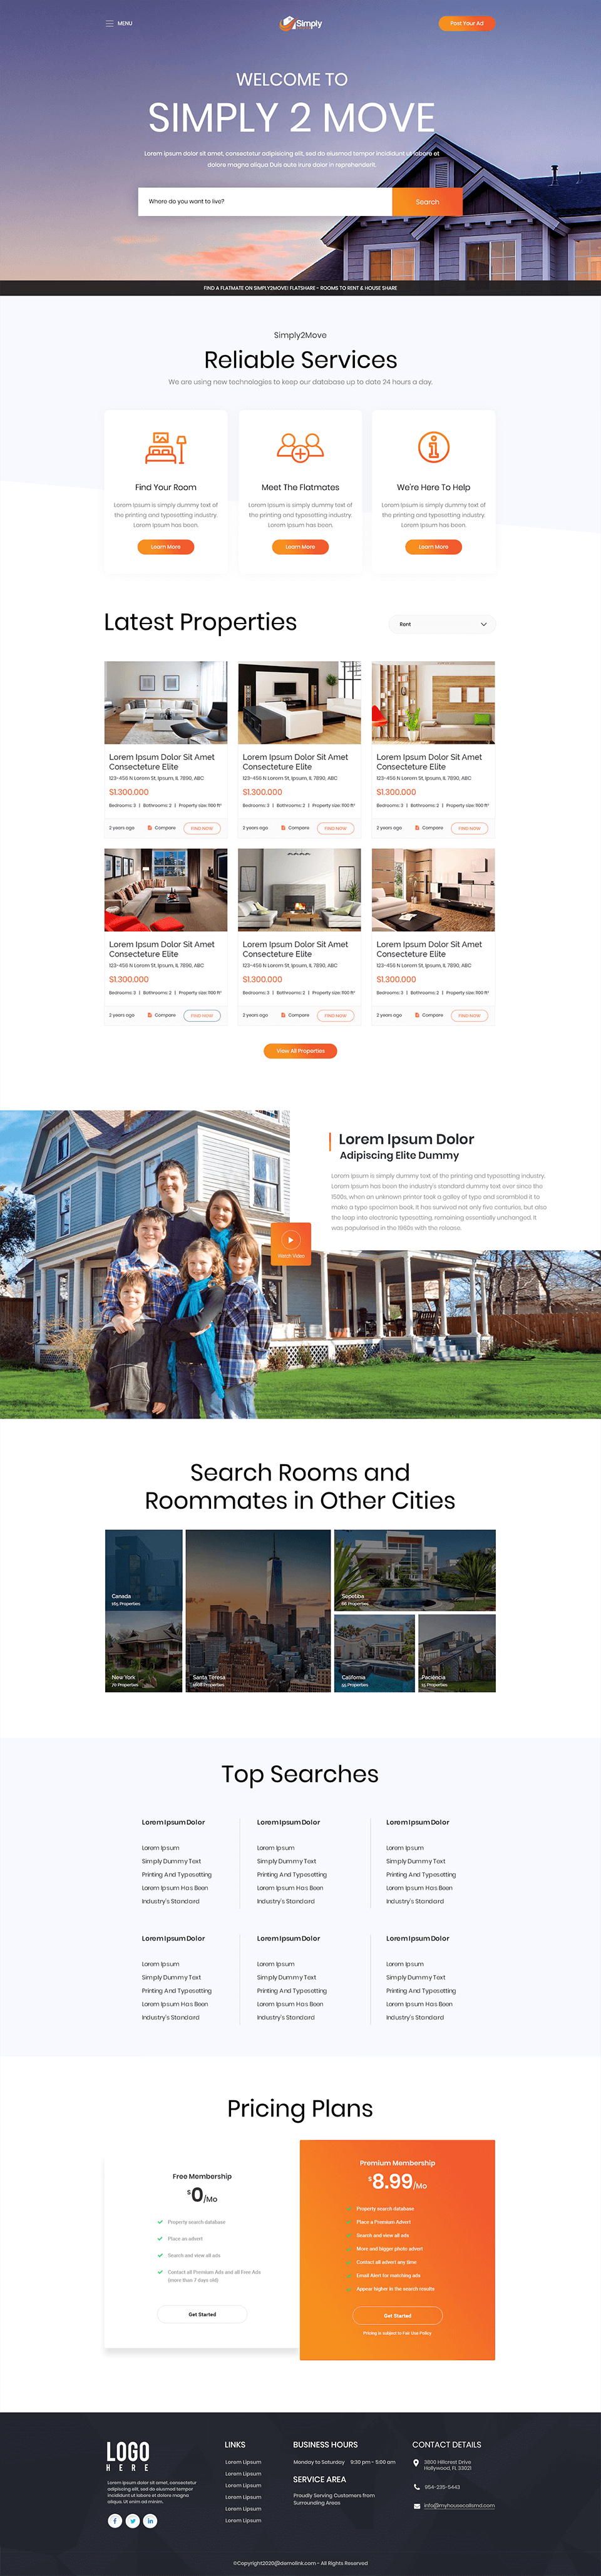 MENU
Simply
Post Your Ad
WELCOME TO
SIMPLY 2 MOVE
Lorem ipsum dolor sit amet, consectetur adipisicing elit, sed do eiusmod tempor incididunt ut labore et
dolore magna aliqua Duis aute irure dolor in reprehenderit.
Where do you want to live?
Search
FIND A FLATMATE ON SIMPLY2MOVE! FLATSHARE - ROOMS TO RENT & HOUSE SHARE
Simply2Move
Reliable Services
We are using new technologies to keep our database up to date 24 hours a day.
Find Your Room
Lorem Ipsum is simply dummy text of
the printing and typesetting industry.
Lorem Ipsum has been.
Learn More
Meet The Flatmates
Lorem Ipsum is simply dummy text of
the printing and typesetting industry.
Lorem Ipsum has been.
Learn More
We're Here To Help
Lorem Ipsum is simply dummy text of
the printing and typesetting industry.
Lorem Ipsum has been.
Learn More
Latest Properties
Rent
Lorem Ipsum Dolor Sit Amet
Consecteture Elite
123-456 N Lorem St, Ipsum, IL 7890, ABC
$1.300.000
Bedrooms: 3 | Bathrooms: 2 | Property size: 1100 ft²
2 years ago
Compare
FIND NOW
Lorem Ipsum Dolor Sit Amet
Consecteture Elite
123-456 N Lorem St, Ipsum, IL 7890, ABC
$1.300.000
Bedrooms: 3 | Bathrooms: 2 | Property size: 1100 ft²
2 years ago
Compare
FIND NOW
Lorem Ipsum Dolor Sit Amet
Consecteture Elite
123-456 N Lorem St, Ipsum, IL 7890, ABC
$1.300.000
Bedrooms: 3 | Bathrooms: 2 | Property size: 1100 ft²
2 years ago
Compare
FIND NOW
Lorem Ipsum Dolor Sit Amet
Consecteture Elite
123-456 N Lorem St, Ipsum, IL 7890, ABC
$1.300.000
Bedrooms: 3 | Bathrooms: 2 | Property size: 1100 ft²
2 years ago
Compare
FIND NOW
Lorem Ipsum Dolor Sit Amet
Consecteture Elite
123-456 N Lorem St, Ipsum, IL 7890, ABC
$1.300.000
Bedrooms: 3 | Bathrooms: 2 | Property size: 1100 ft²
2 years ago
Compare
FIND NOW
Lorem Ipsum Dolor Sit Amet
Consecteture Elite
123-456 N Lorem St, Ipsum, IL 7890, ABC
$1.300.000
Bedrooms: 3 | Bathrooms: 2 | Property size: 1100 ft²
2 years ago
Compare
FIND NOW
View All Properties
Lorem Ipsum Dolor
Adipiscing Elite Dummy
Lorem Ipsum is simply dummy text of the printing and typesetting industry.
Lorem Ipsum has been the industry's standard dummy text ever since the
1500s, when an unknown printer took a galley of type and scrambled it to
make a type specimen book. It has survived not only five centuries, but also
the leap into electronic typesetting, remaining essentially unchanged. It
was popularised in the 1960s with the release.
Watch Video
Search Rooms and
Roommates in Other Cities
Canada
165 Properties
New York
70 Properties
Santa Teresa
Properties
Sepetiba
Properties
California
Properties
Paciência
15 Properties
Top Searches
Lorem Ipsum Dolor
Lorem Ipsum
Simply Dummy Text
Printing And Typesetting
Lorem Ipsum Has Been
Industry's Standard
Lorem Ipsum Dolor
Lorem Ipsum
Simply Dummy Text
Printing And Typesetting
Lorem Ipsum Has Been
Industry's Standard
Lorem Ipsum Dolor
Lorem Ipsum
Simply Dummy Text
Printing And Typesetting
Lorem Ipsum Has Been
Industry's Standard
Lorem Ipsum Dolor
Lorem Ipsum
Simply Dummy Text
Printing And Typesetting
Lorem Ipsum Has Been
Industry's Standard
Lorem Ipsum Dolor
Lorem Ipsum
Simply Dummy Text
Printing And Typesetting
Lorem Ipsum Has Been
Industry's Standard
Lorem Ipsum Dolor
Lorem Ipsum
Simply Dummy Text
Printing And Typesetting
Lorem Ipsum Has Been
Industry's Standard
Pricing Plans
Free Membership
$0/Mo
Property search database
Place an advert
Search and view all ads
Contact all Premium Ads and all Free Ads
(more than 7 days old)
Get Started
Premium Membership
$8.99/Mo
Property search database
Place a Premium Advert
Search and view all ads
More and bigger photo advert
Contact all advert any time
Email Alert for matching ads
Appear higher in the search results
Get Started
Pricing is subject to Fair Use Policy
LOGO
HERE
Lorem ipsum dolor sit amet, consectetur
adipisicing elit, sed do eiusmod tempor
incididunt ut labore et dolore magna
aliqua. Ut enim ad minim.
LINKS
Lorem Lipsum
Lorem Lipsum
Lorem Lipsum
Lorem Lipsum
Lorem Lipsum
Lorem Lipsum
BUSINESS HOURS
Monday to Saturday 9:30 pm - 5:00 am
SERVICE AREA
Proudly Serving Customers from
Surrounding Areas
CONTACT DETAILS
3800 Hillcrest Drive
Hollywood, FL 33021
954-235-5443
info@myhousecallsmd.com
©Copyright2020@demolink.com - All Rights Reserved